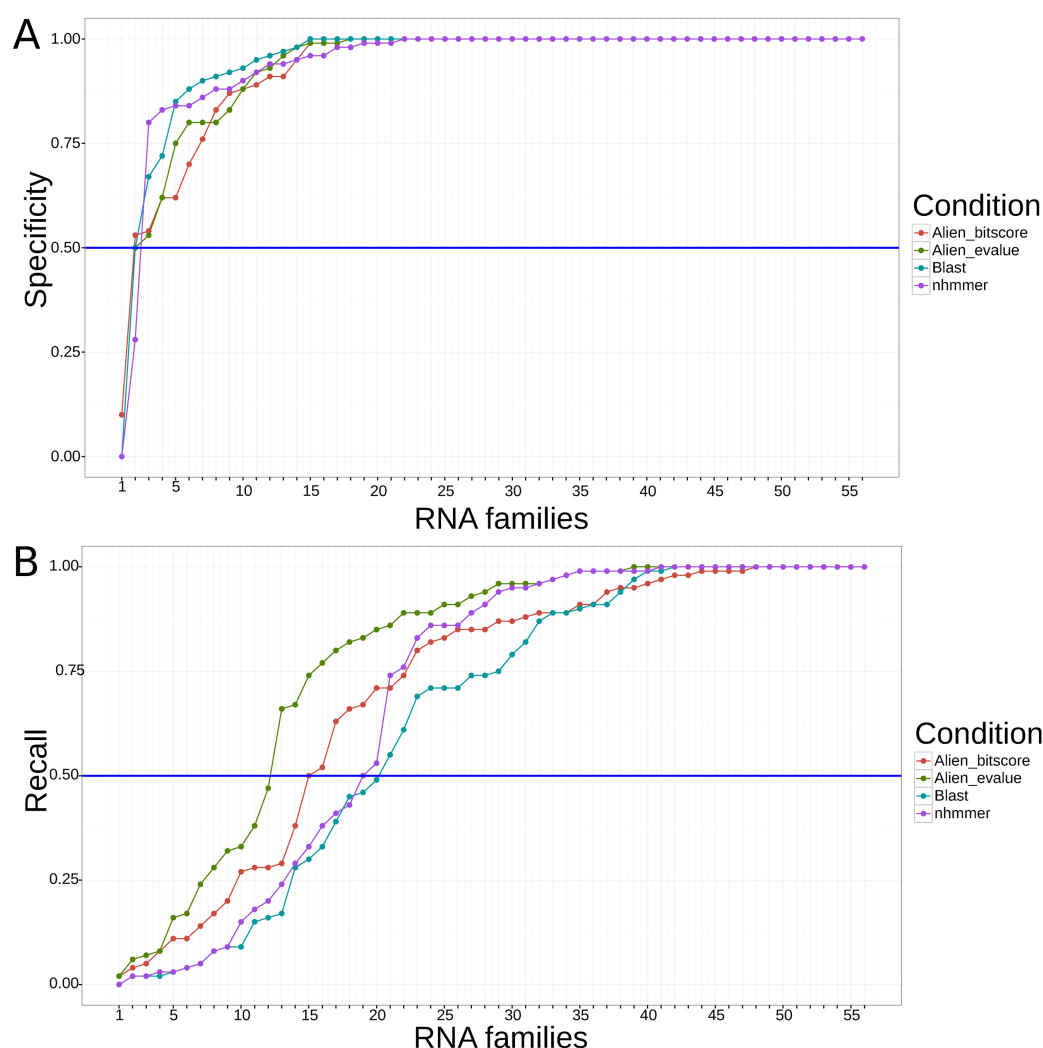 A
1.00
0.75
0.50
0.25
0.00
Specificity
1 5 10 15 20 25 30 35 40 45 50 55
RNA families
Condition
Alien_bitscore
Alien_evalue
Blast
nhmmer
B
1.00
0.75
0.50
0.25
0.00
Recall
1 5 10 15 20 25 30 35 40 45 50 55
RNA families
Condition
Alien_bitscore
Alien_evalue
Blast
nhmmer